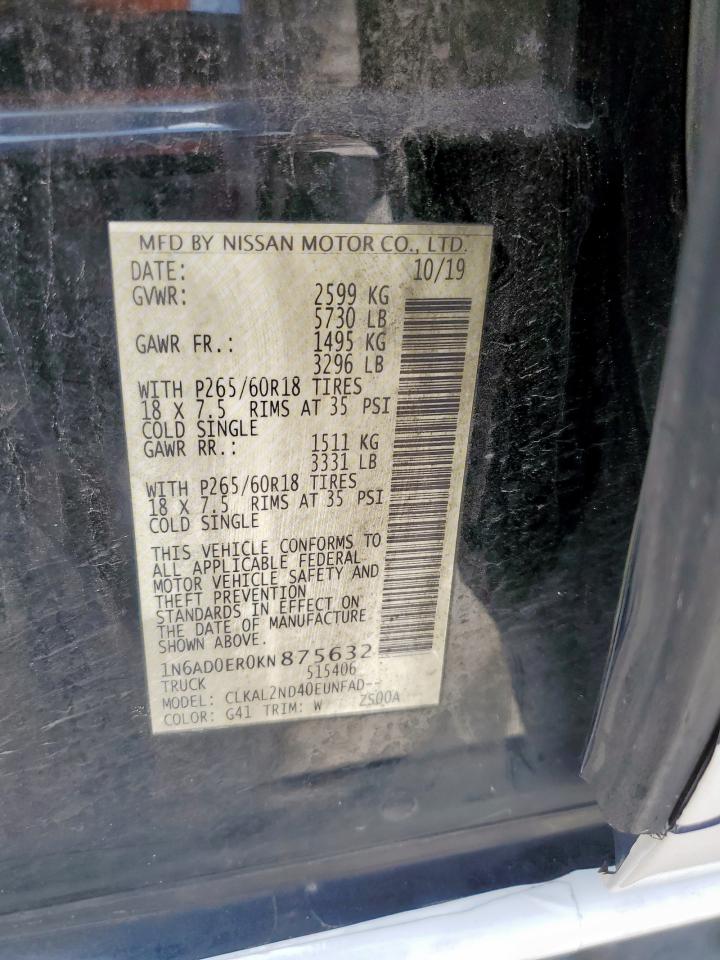 MFD BY NISSAN MOTOR CO., LTD.
DATE: 10/19
GVWR: 2599 KG
5730 LB
GAWR FR.: 1495 KG
3296 LB
WITH P265/60R18 TIRES
18 X 7.5 RIMS AT 35 PSI
COLD SINGLE
GAWR RR.: 1511 KG
3331 LB
WITH P265/60R18 TIRES
18 X 7.5 RIMS AT 35 PSI
COLD SINGLE
THIS VEHICLE CONFORMS TO
ALL APPLICABLE FEDERAL
MOTOR VEHICLE SAFETY AND
THEFT PREVENTION
STANDARDS IN EFFECT ON
THE DATE OF MANUFACTURE
SHOWN ABOVE.
1N6AD0ER0KN875632
TRUCK 515406
MODEL: CLKAL2ND40EUNFAD--
COLOR: G41 TRIM: W ZS00A